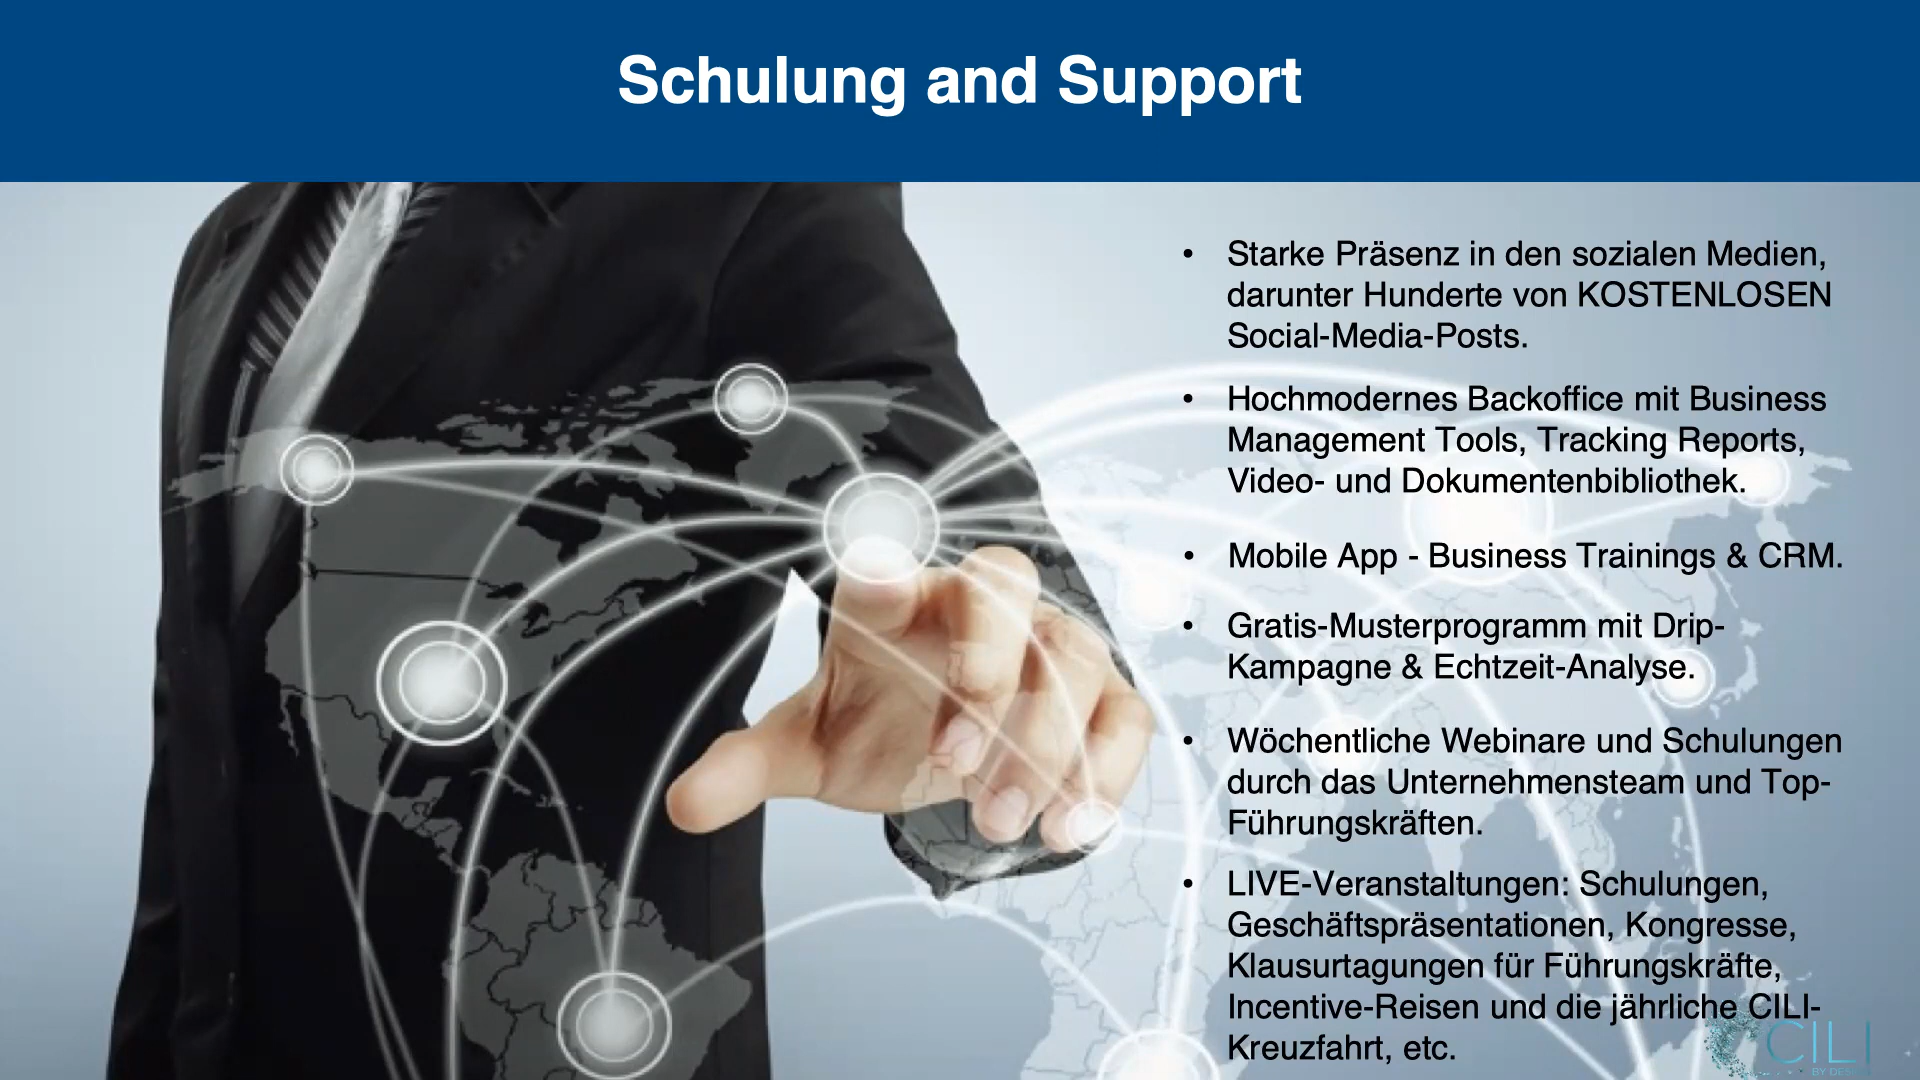 Schulung and Support
• Starke Präsenz in den sozialen Medien,
darunter Hunderte von KOSTENLOSEN
Social-Media-Posts.
• Hochmodernes Backoffice mit Business
Management Tools, Tracking Reports,
Video- und Dokumentenbibliothek.
• Mobile App - Business Trainings & CRM.
• Gratis-Musterprogramm mit Drip-
Kampagne & Echtzeit-Analyse.
• Wöchentliche Webinare und Schulungen
durch das Unternehmensteam und Top-
Führungskräften.
• LIVE-Veranstaltungen: Schulungen,
Geschäftspräsentationen, Kongresse,
Klausurtagungen für Führungskräfte,
Incentive-Reisen und die jährliche CILI-
Kreuzfahrt, etc.
CILI